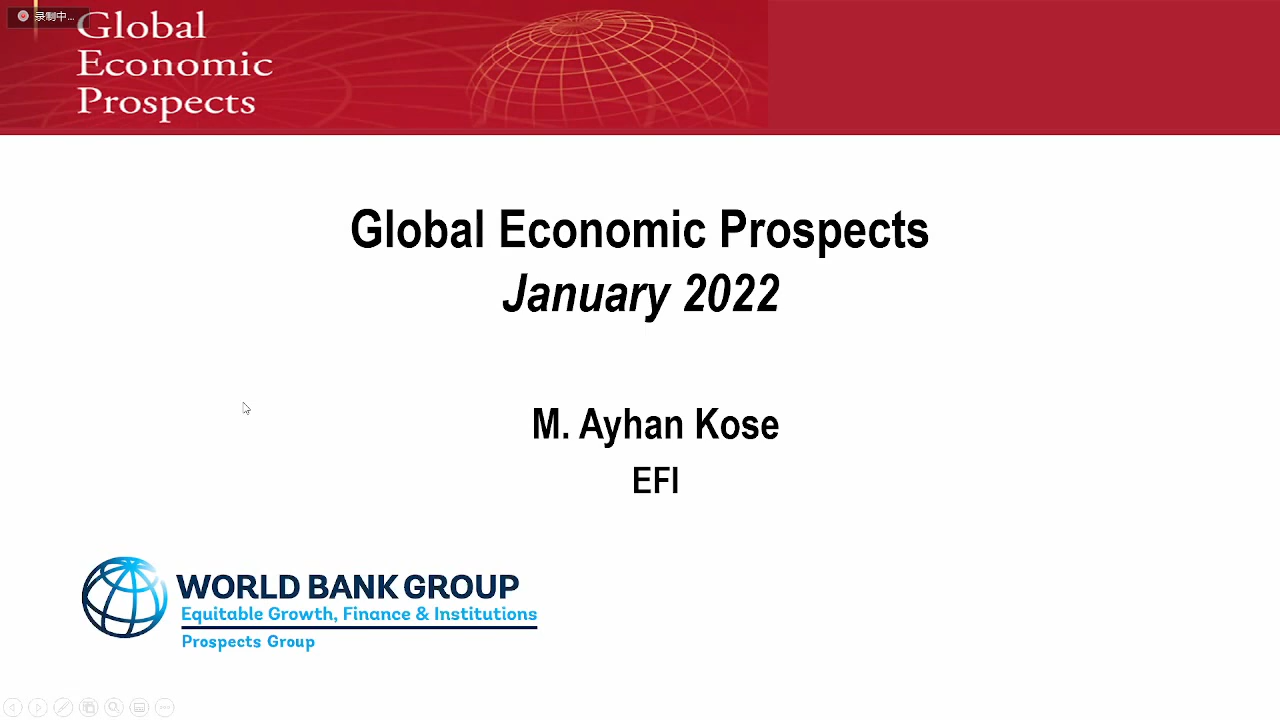 录制中...
Global
Economic
Prospects
Global Economic Prospects
January 2022
M. Ayhan Kose
EFI
WORLD BANK GROUP
Equitable Growth, Finance & Institutions
Prospects Group